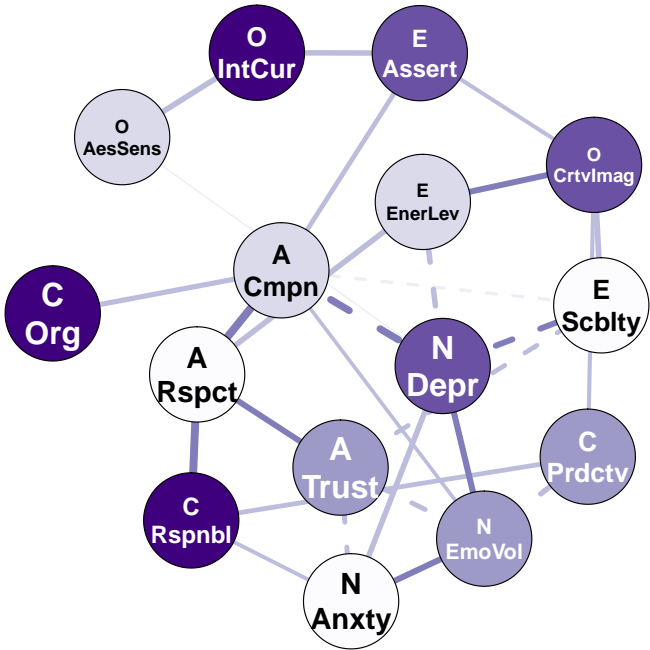 O
IntCur
E
Assert
O
AesSens
O
CrtvImag
E
EnerLev
A
Cmpn
C
Org
E
Scblty
N
Depr
A
Rspct
A
Trust
C
Prdctv
C
Rspnbl
N
EmoVol
N
Anxty